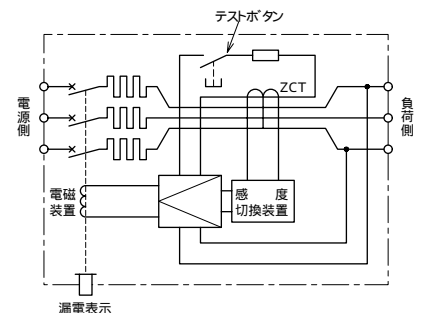 テストボタン
ZCT
電源側
負荷側
電磁
装置
感度
切換装置
漏電表示